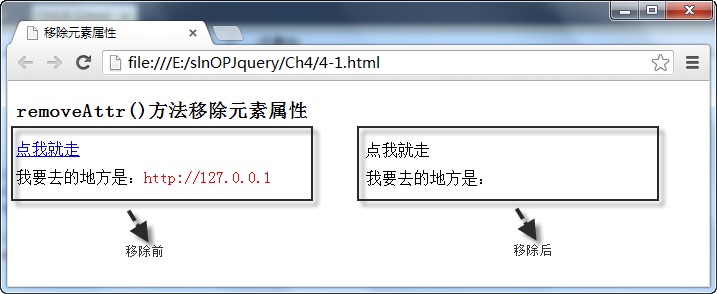 移除元素属性
file:///E:/slnOPJquery/Ch4/4-1.html
removeAttr()方法移除元素属性
点我就走
我要去的地方是：http://127.0.0.1
点我就走
我要去的地方是：
移除前
移除后